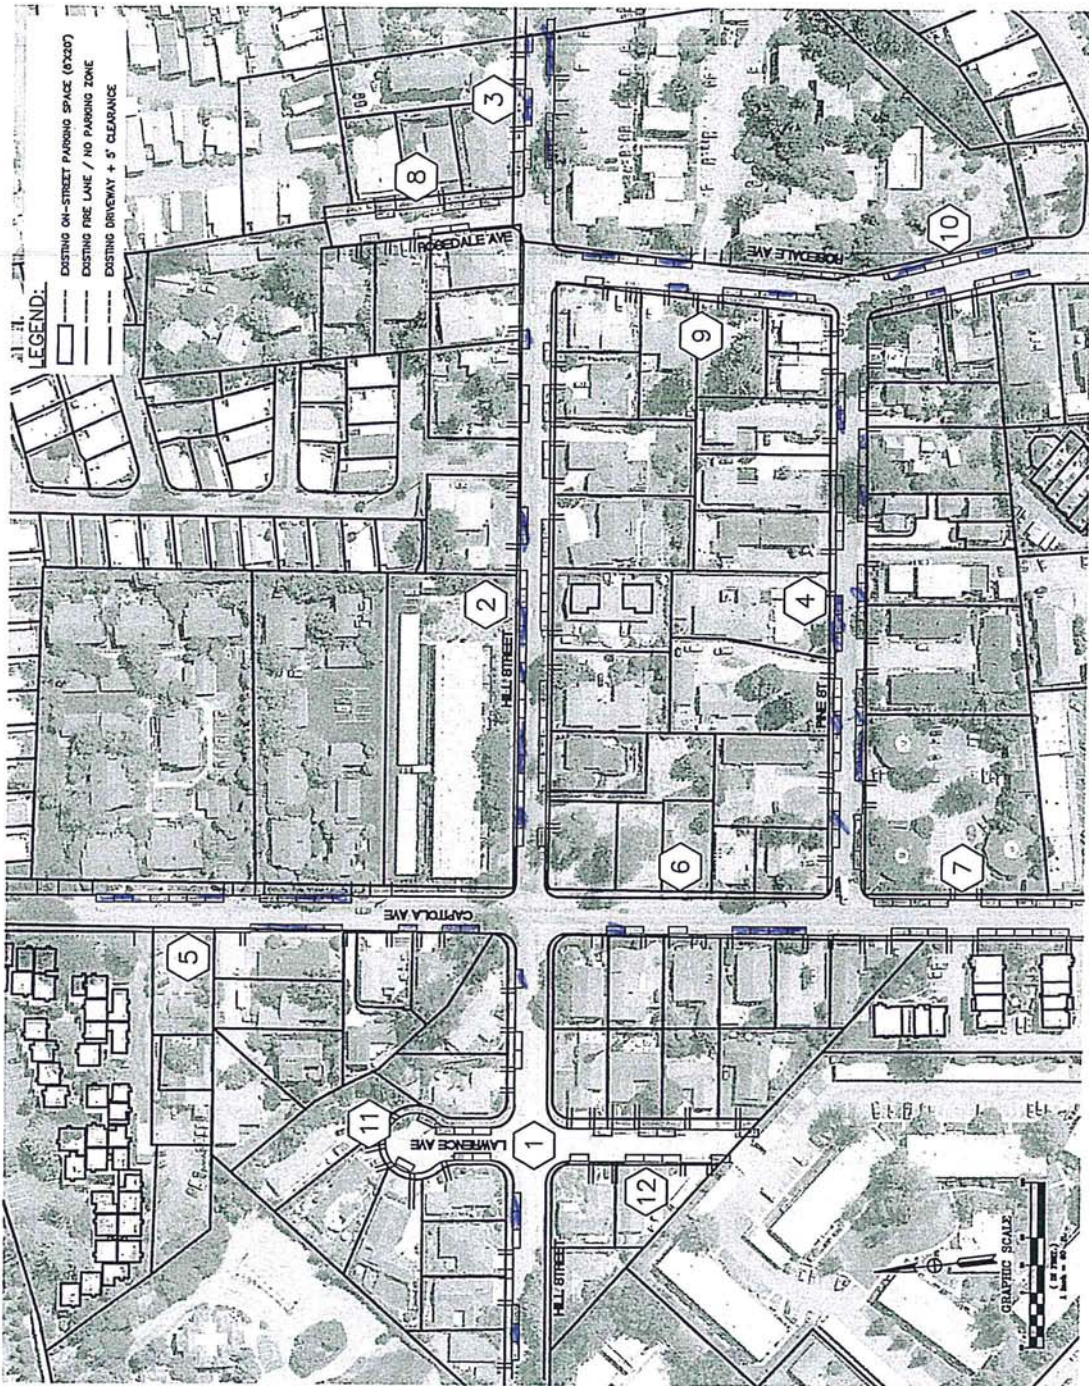 LEGEND:
EXISTING ON-STREET PARKING SPACE (8'X20')
EXISTING FIRE LANE / NO PARKING ZONE
EXISTING DRIVEWAY + 5' CLEARANCE
3
8
ROSEDALE AVE
10
ROSEDALE AVE
9
2
HILL STREET
4
PINE ST
6
7
CAPITOLA AVE
5
11
LAWRENCE AVE
1
12
HILL STREET
GRAPHIC SCALE
( IN FEET )